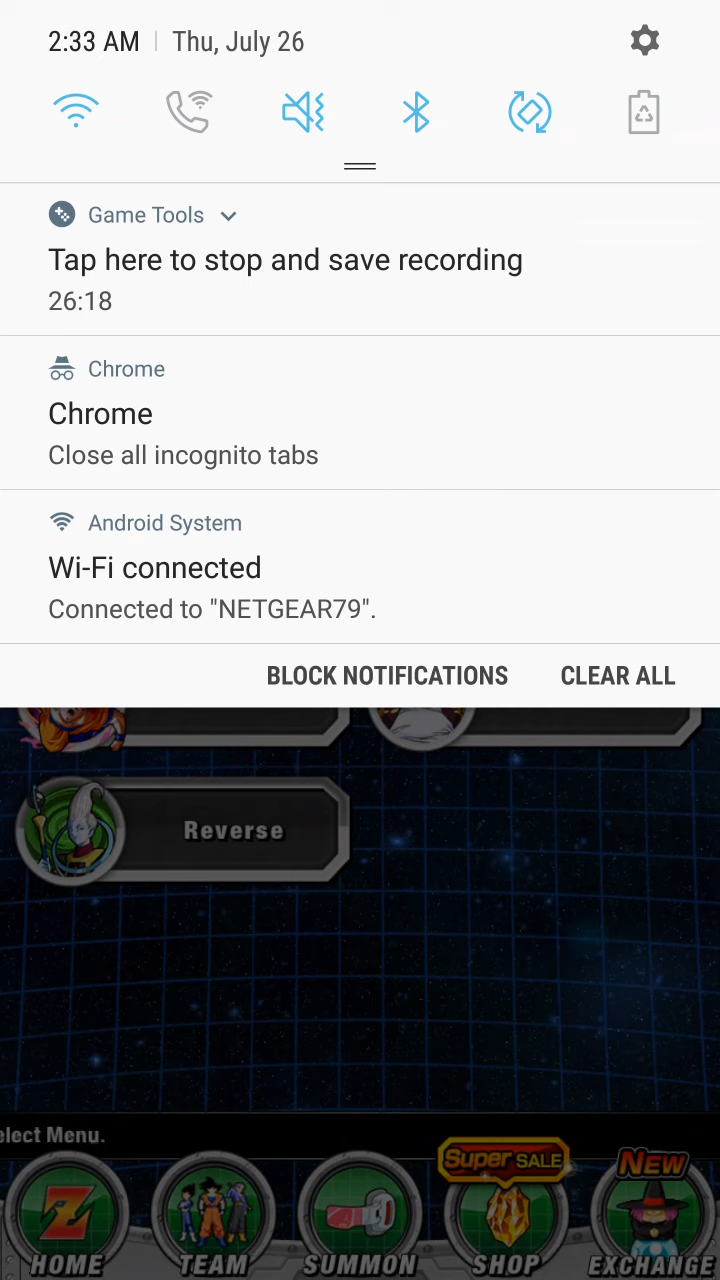 2:33 AM | Thu, July 26
Game Tools
Tap here to stop and save recording
26:18
Chrome
Chrome
Close all incognito tabs
Android System
Wi-Fi connected
Connected to "NETGEAR79".
BLOCK NOTIFICATIONS CLEAR ALL
Reverse
elect Menu.
Super SALE
NEW
HOME TEAM SUMMON SHOP EXCHANGE